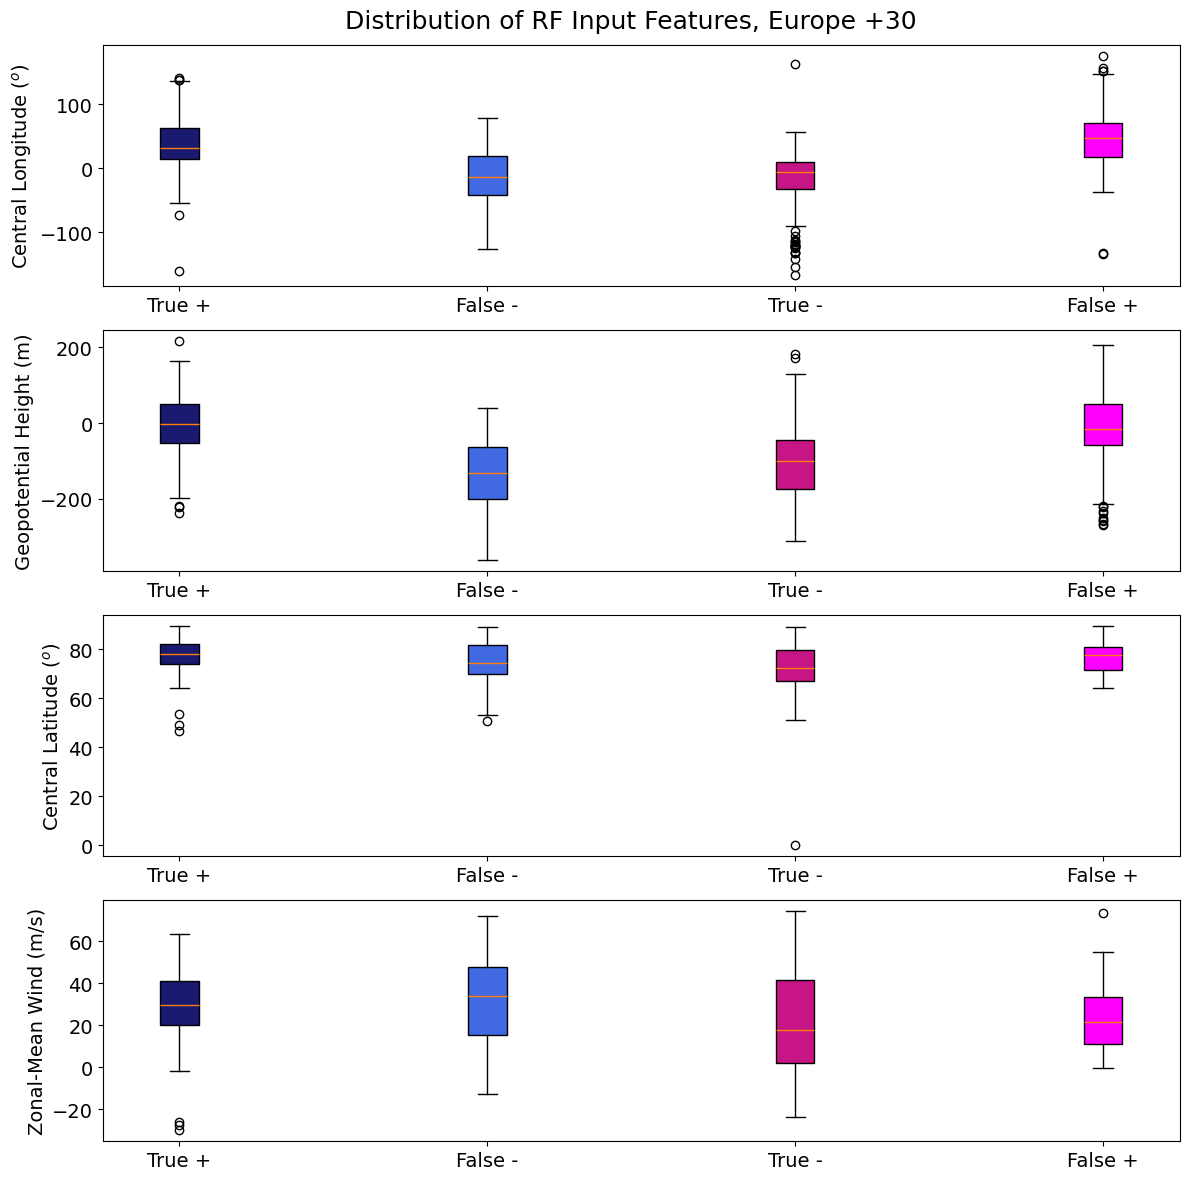 Distribution of RF Input Features, Europe +30
Central Longitude (°)
100
0
−100
True +
False -
True -
False +
Geopotential Height (m)
200
0
−200
True +
False -
True -
False +
Central Latitude (°)
80
60
40
20
0
True +
False -
True -
False +
Zonal-Mean Wind (m/s)
60
40
20
0
−20
True +
False -
True -
False +